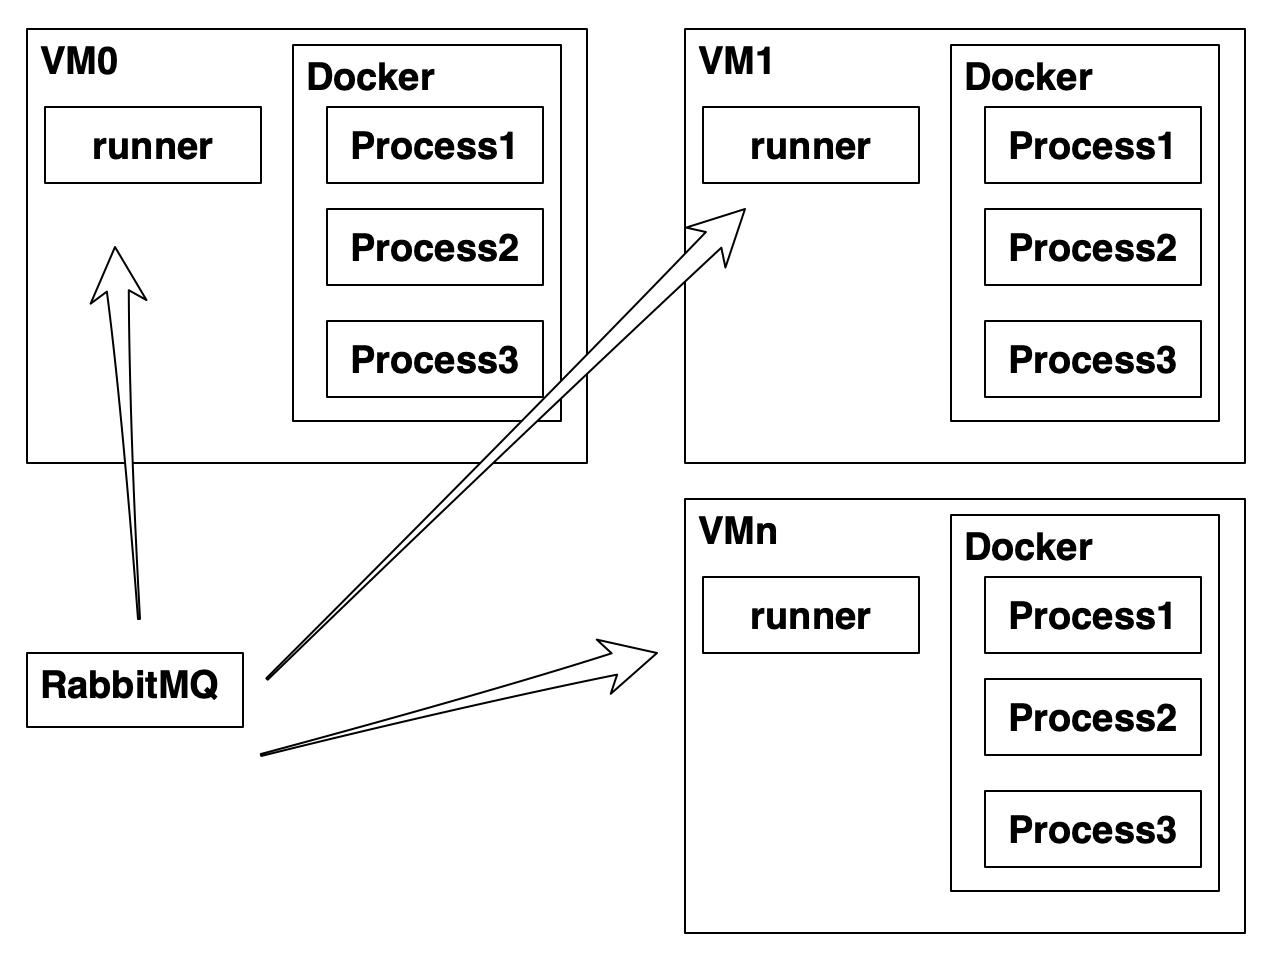 VM0
Docker
runner
Process1
Process2
Process3
VM1
Docker
runner
Process1
Process2
Process3
RabbitMQ
VMn
Docker
runner
Process1
Process2
Process3